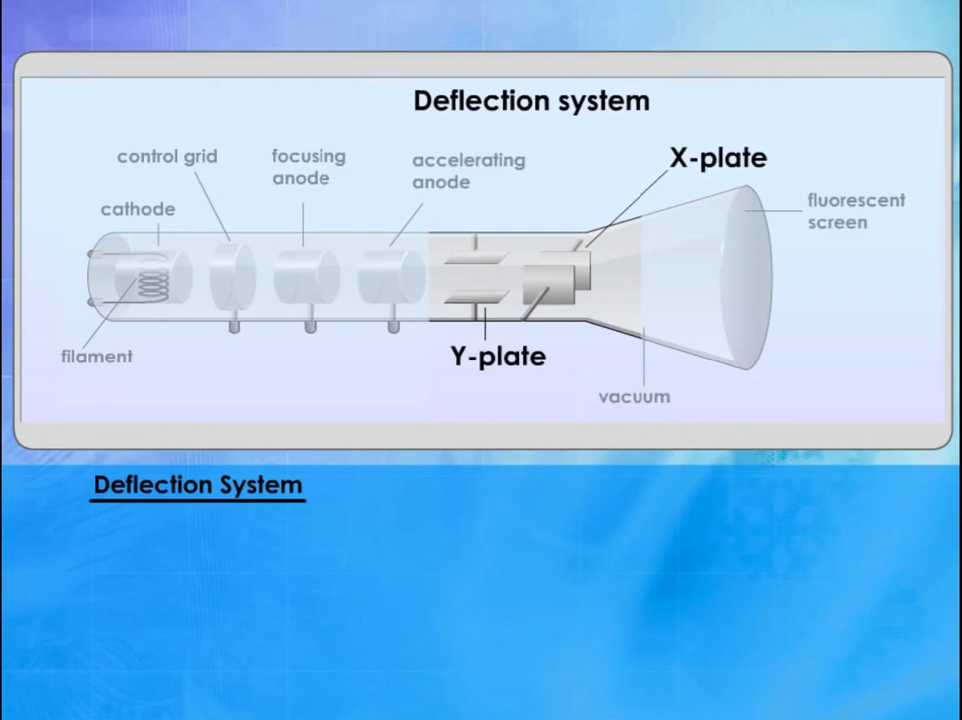 Deflection system
control grid
focusing
anode
accelerating
anode
X-plate
cathode
fluorescent
screen
filament
Y-plate
vacuum
Deflection System